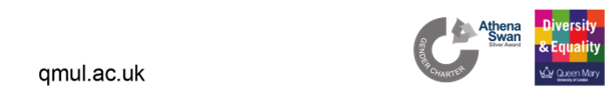 qmul.ac.uk
GENDER CHARTER
Athena
Swan
Silver Award
Diversity
& Equality
Queen Mary
University of London